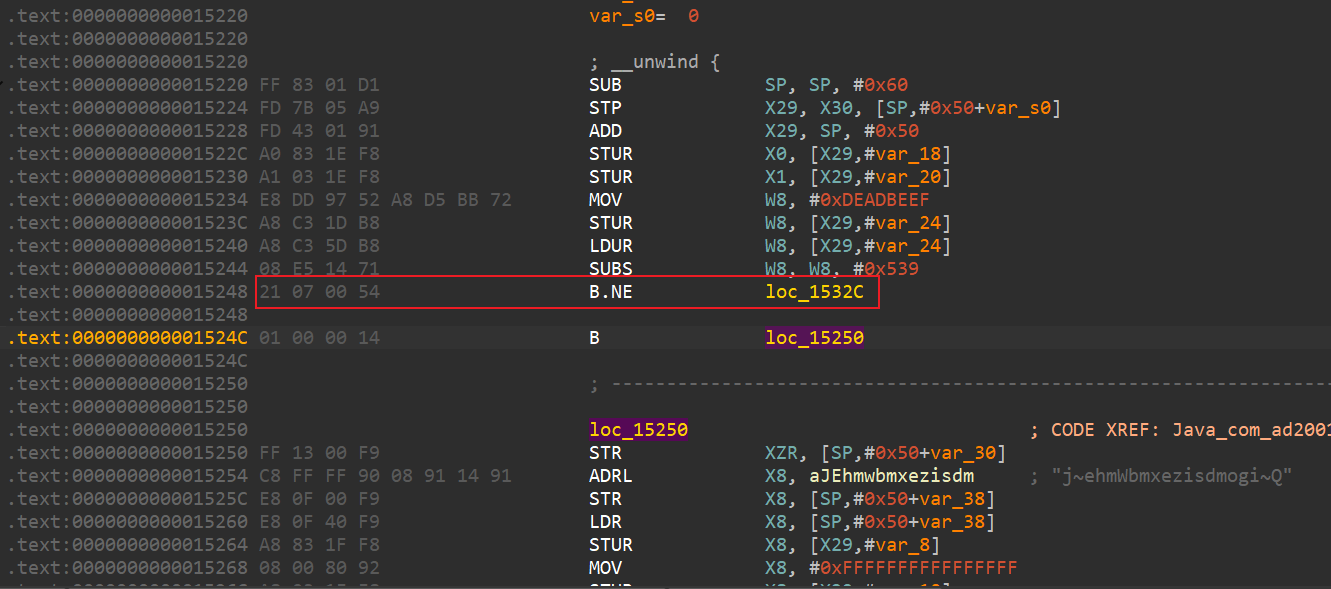 .text:0000000000015220 var_s0= 0
.text:0000000000015220
.text:0000000000015220 ; __unwind {
.text:0000000000015220 FF 83 01 D1 SUB SP, SP, #0x60
.text:0000000000015224 FD 7B 05 A9 STP X29, X30, [SP,#0x50+var_s0]
.text:0000000000015228 FD 43 01 91 ADD X29, SP, #0x50
.text:000000000001522C A0 83 1E F8 STUR X0, [X29,#var_18]
.text:0000000000015230 A1 03 1E F8 STUR X1, [X29,#var_20]
.text:0000000000015234 E8 DD 97 52 A8 D5 BB 72 MOV W8, #0xDEADBEEF
.text:000000000001523C A8 C3 1D B8 STUR W8, [X29,#var_24]
.text:0000000000015240 A8 C3 5D B8 LDUR W8, [X29,#var_24]
.text:0000000000015244 08 E5 14 71 SUBS W8, W8, #0x539
.text:0000000000015248 21 07 00 54 B.NE loc_1532C
.text:0000000000015248
.text:000000000001524C 01 00 00 14 B loc_15250
.text:000000000001524C
.text:0000000000015250 ; ---------------------------------------------------------------------------
.text:0000000000015250
.text:0000000000015250 loc_15250 ; CODE XREF: Java_com_ad2001
.text:0000000000015250 FF 13 00 F9 STR XZR, [SP,#0x50+var_30]
.text:0000000000015254 C8 FF FF 90 08 91 14 91 ADRL X8, aJEhmwbmxezisdm ; "j~ehmWbmxezisdmogi~Q"
.text:000000000001525C E8 0F 00 F9 STR X8, [SP,#0x50+var_38]
.text:0000000000015260 E8 0F 40 F9 LDR X8, [SP,#0x50+var_38]
.text:0000000000015264 A8 83 1F F8 STUR X8, [X29,#var_8]
.text:0000000000015268 08 00 80 92 MOV X8, #0xFFFFFFFFFFFFFFFF